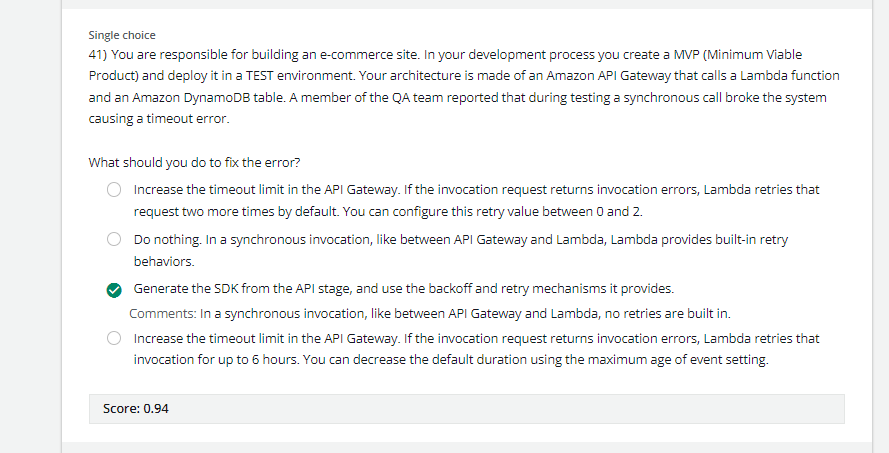 Single choice
41) You are responsible for building an e-commerce site. In your development process you create a MVP (Minimum Viable
Product) and deploy it in a TEST environment. Your architecture is made of an Amazon API Gateway that calls a Lambda function
and an Amazon DynamoDB table. A member of the QA team reported that during testing a synchronous call broke the system
causing a timeout error.
What should you do to fix the error?
Increase the timeout limit in the API Gateway. If the invocation request returns invocation errors, Lambda retries that
request two more times by default. You can configure this retry value between 0 and 2.
Do nothing. In a synchronous invocation, like between API Gateway and Lambda, Lambda provides built-in retry
behaviors.
Generate the SDK from the API stage, and use the backoff and retry mechanisms it provides.
Comments: In a synchronous invocation, like between API Gateway and Lambda, no retries are built in.
Increase the timeout limit in the API Gateway. If the invocation request returns invocation errors, Lambda retries that
invocation for up to 6 hours. You can decrease the default duration using the maximum age of event setting.
Score: 0.94